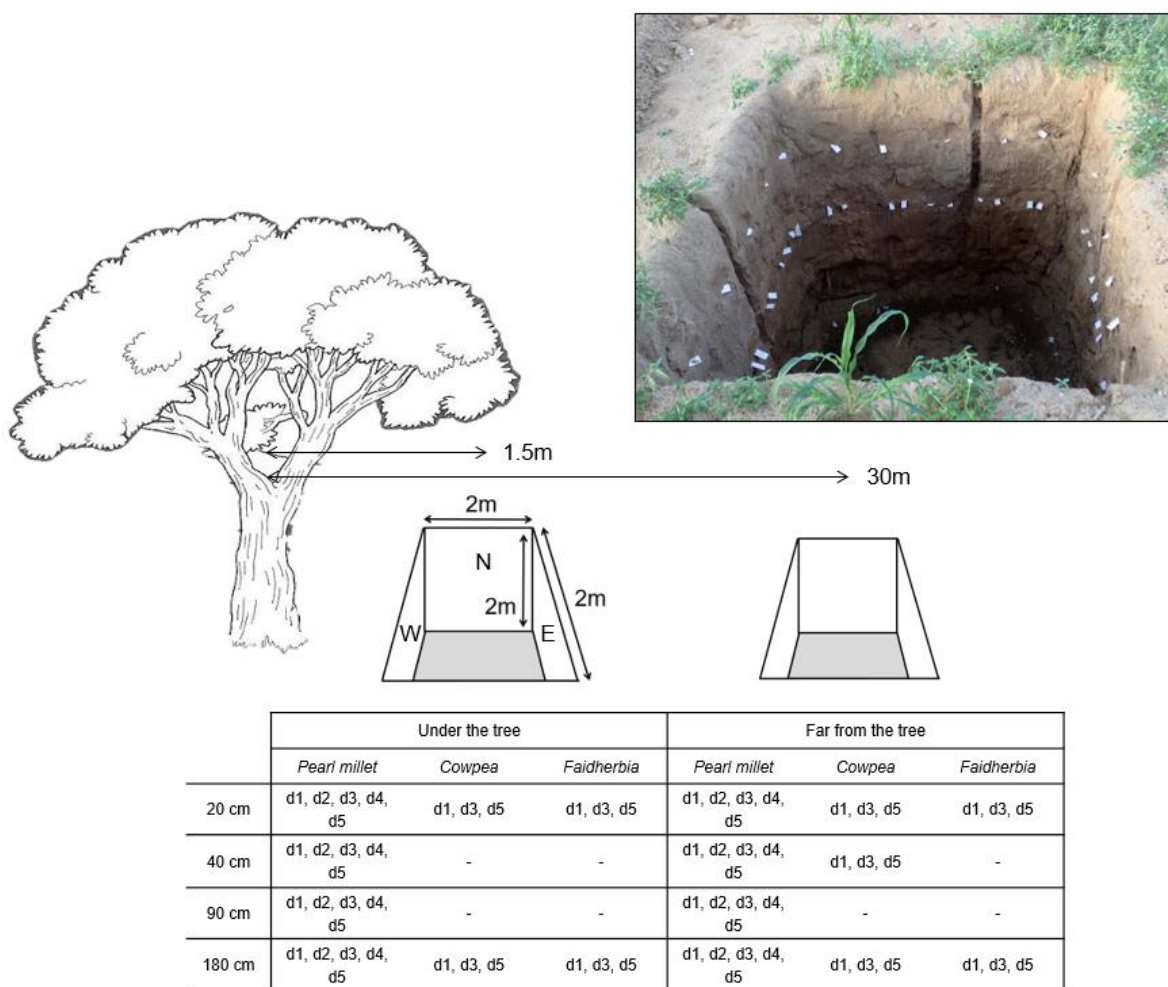 1.5m
30m
2m
N
2m
2m
W
E
Under the tree
Far from the tree
Pearl millet
Cowpea
Faidherbia
Pearl millet
Cowpea
Faidherbia
20 cm
d1, d2, d3, d4,
d5
d1, d3, d5
d1, d3, d5
d1, d2, d3, d4,
d5
d1, d3, d5
d1, d3, d5
40 cm
d1, d2, d3, d4,
d5
-
-
d1, d2, d3, d4,
d5
d1, d3, d5
-
90 cm
d1, d2, d3, d4,
d5
-
-
d1, d2, d3, d4,
d5
-
-
180 cm
d1, d2, d3, d4,
d5
d1, d3, d5
d1, d3, d5
d1, d2, d3, d4,
d5
d1, d3, d5
d1, d3, d5